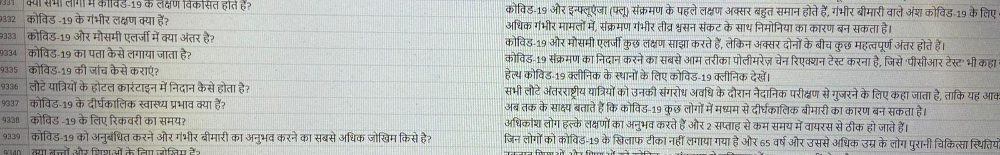 9331 क्या सभी लोगों में कोविड-19 के लक्षण विकसित होते हैं? कोविड-19 और इन्फ्लूएंजा (फ्लू) संक्रमण के पहले लक्षण अक्सर बहुत समान होते हैं, गंभीर बीमारी वाले अंश कोविड-19 के लिए
9332 कोविड -19 के गंभीर लक्षण क्या हैं? अधिक गंभीर मामलों में, संक्रमण गंभीर तीव्र श्वसन संकट के साथ निमोनिया का कारण बन सकता है।
9333 कोविड-19 और मौसमी एलर्जी में क्या अंतर है? कोविड-19 और मौसमी एलर्जी कुछ लक्षण साझा करते हैं, लेकिन अक्सर दोनों के बीच कुछ महत्वपूर्ण अंतर होते हैं।
9334 कोविड-19 का पता कैसे लगाया जाता है? कोविड-19 संक्रमण का निदान करने का सबसे आम तरीका पोलीमरेज़ चेन रिएक्शन टेस्ट करना है, जिसे 'पीसीआर टेस्ट' भी कहा
9335 कोविड-19 की जांच कैसे कराएं? हेल्थ कोविड-19 क्लीनिक के स्थानों के लिए कोविड-19 क्लीनिक देखें।
9336 लौटे यात्रियों के होटल क्वारंटाइन में निदान कैसे होता है? सभी लौटे अंतरराष्ट्रीय यात्रियों को उनकी संगरोध अवधि के दौरान नैदानिक परीक्षण से गुजरने के लिए कहा जाता है, ताकि यह
9337 कोविड-19 के दीर्घकालिक स्वास्थ्य प्रभाव क्या हैं? अब तक के साक्ष्य बताते हैं कि कोविड-19 कुछ लोगों में मध्यम से दीर्घकालिक बीमारी का कारण बन सकता है।
9338 कोविड -19 के लिए रिकवरी का समय? अधिकांश लोग हल्के लक्षणों का अनुभव करते हैं और 2 सप्ताह से कम समय में वायरस से ठीक हो जाते हैं।
9339 कोविड-19 को अनुबंधित करने और गंभीर बीमारी का अनुभव करने का सबसे अधिक जोखिम किसे है? जिन लोगों को कोविड-19 के खिलाफ टीका नहीं लगाया गया है और 65 वर्ष और उससे अधिक उम्र के लोग पुरानी चिकित्सा
9340 क्या बच्चों और शिशुओं के लिए जोखिम है?